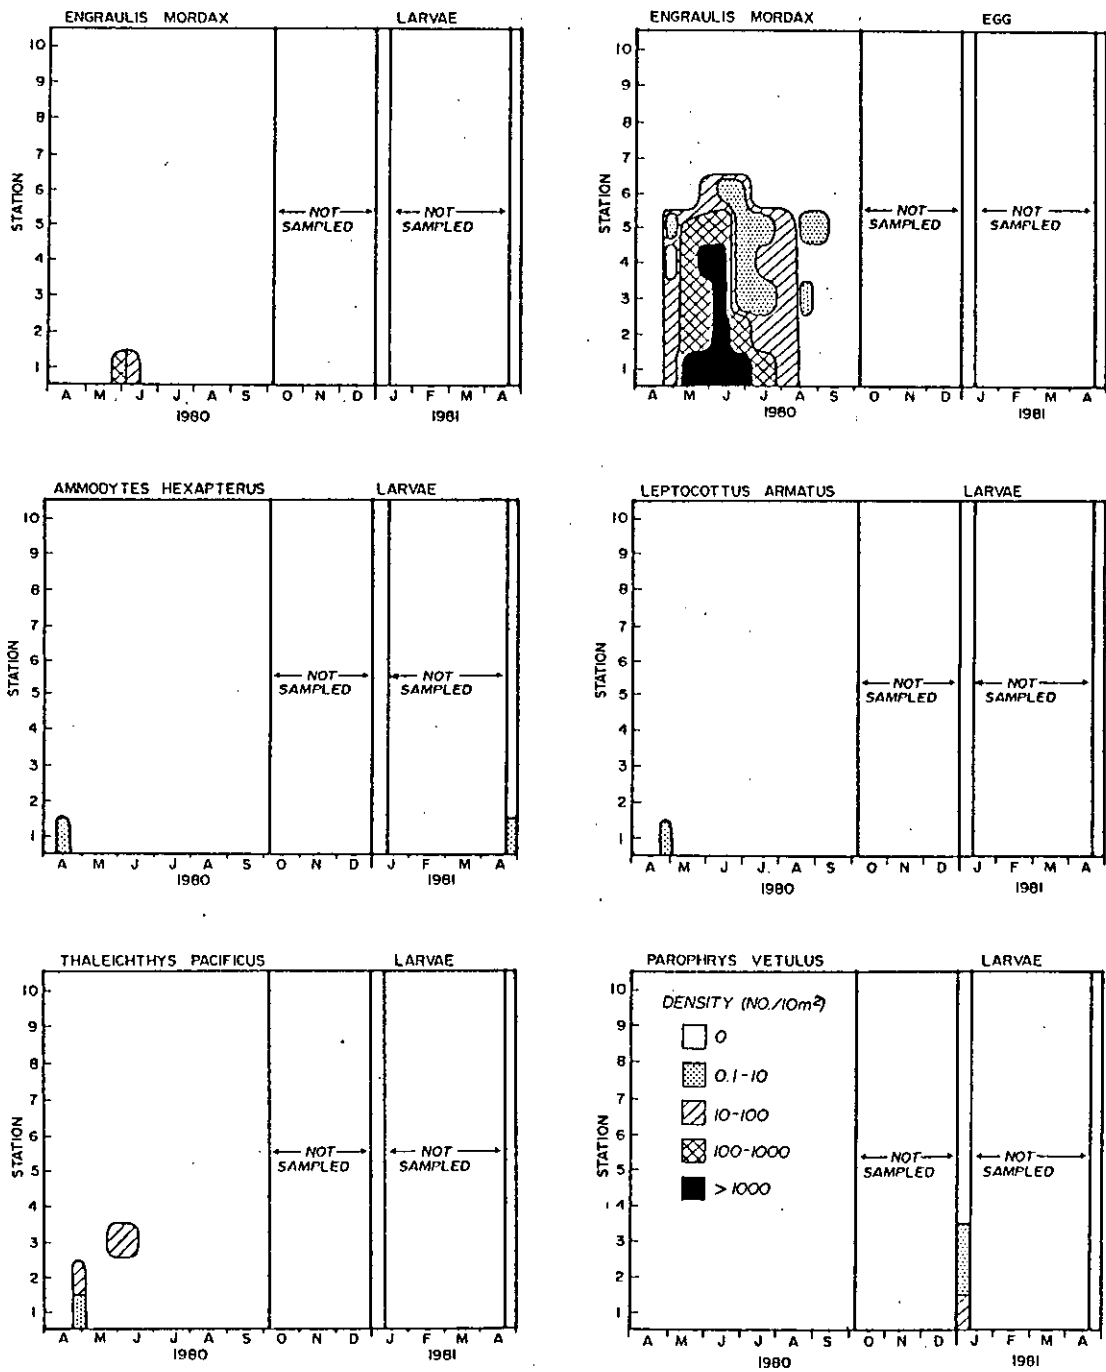 ENGRAULIS MORDAX LARVAE
10
9
8
7
6
5
4
3
2
1
STATION
NOT SAMPLED
NOT SAMPLED
A M J J A S O N D J F M A
1980 1981
ENGRAULIS MORDAX EGG
10
9
8
7
6
5
4
3
2
1
STATION
NOT SAMPLED
NOT SAMPLED
A M J J A S O N D J F M A
1980 1981
AMMODYTES HEXAPTERUS LARVAE
10
9
8
7
6
5
4
3
2
1
STATION
NOT SAMPLED
NOT SAMPLED
A M J J A S O N D J F M A
1980 1981
LEPTOCOTTUS ARMATUS LARVAE
10
9
8
7
6
5
4
3
2
1
STATION
NOT SAMPLED
NOT SAMPLED
A M J J A S O N D J F M A
1980 1981
THALEICHTHYS PACIFICUS LARVAE
10
9
8
7
6
5
4
3
2
1
STATION
NOT SAMPLED
NOT SAMPLED
A M J J A S O N D J F M A
1980 1981
PAROPHRYS VETULUS LARVAE
DENSITY (NO./10m²)
0
0.1-10
10-100
100-1000
>1000
10
9
8
7
6
5
4
3
2
1
STATION
NOT SAMPLED
NOT SAMPLED
A M J J A S O N D J F M A
1980 1981